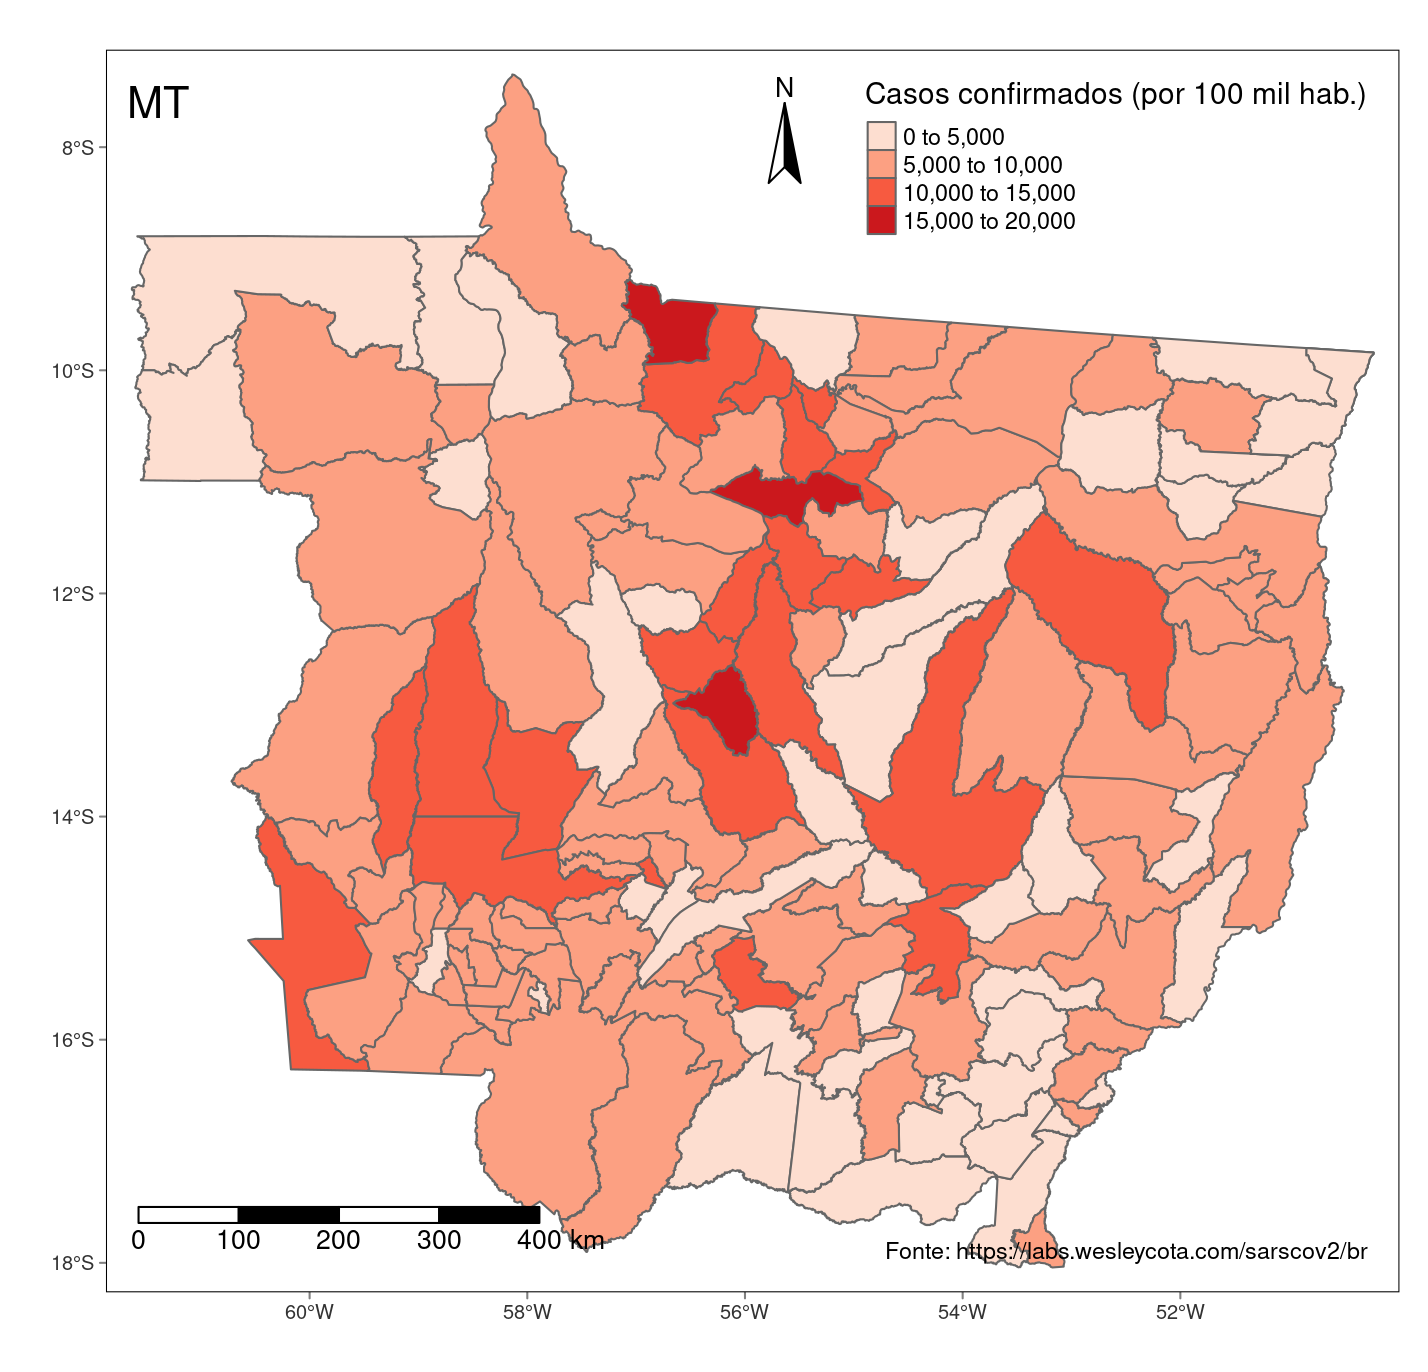 MT
N
Casos confirmados (por 100 mil hab.)
0 to 5,000
5,000 to 10,000
10,000 to 15,000
15,000 to 20,000
8°S
10°S
12°S
14°S
16°S
18°S
0 100 200 300 400 km
Fonte: https://labs.wesleycota.com/sarscov2/br
60°W 58°W 56°W 54°W 52°W